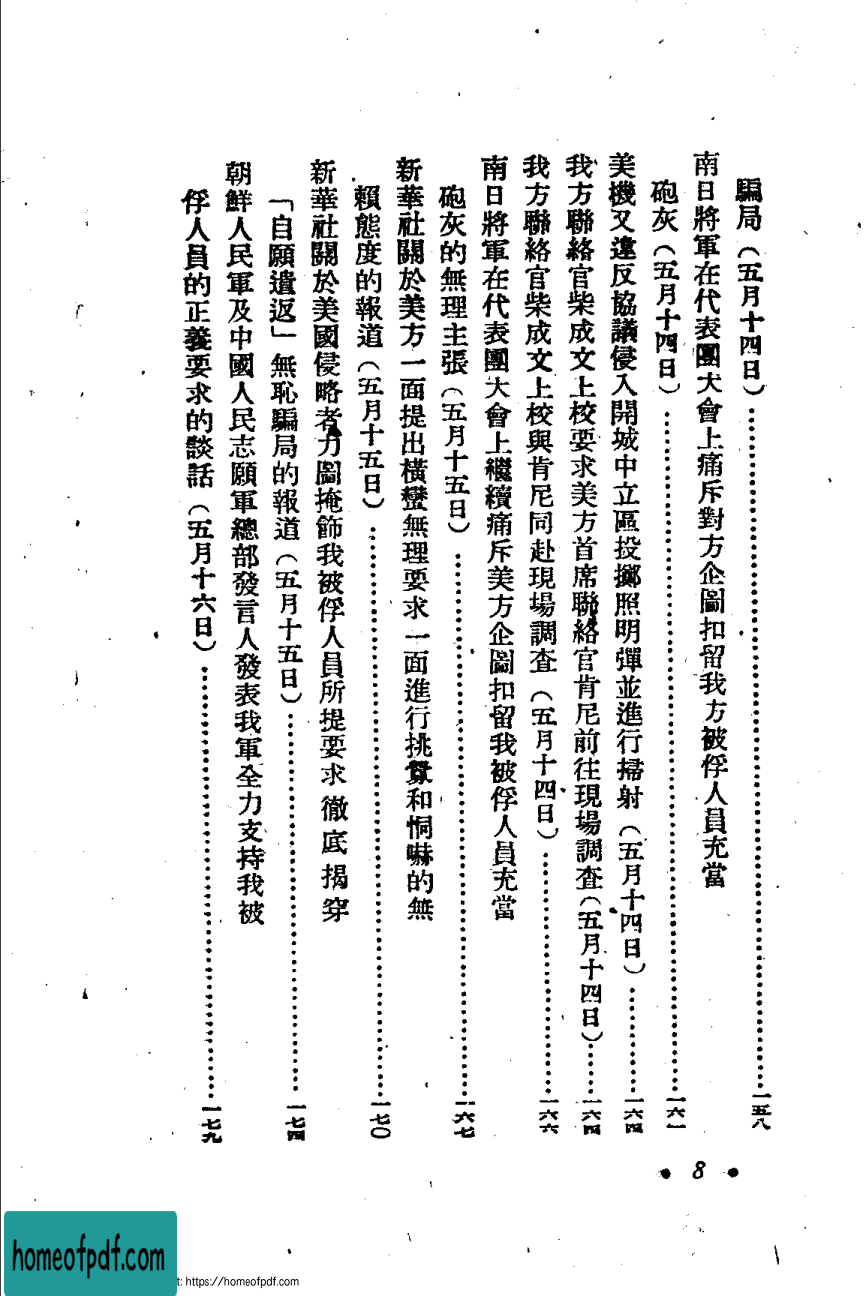 騙局（五月十四日）……一五八
南日將軍在代表團大會上痛斥對方企圖扣留我方被俘人員充當
砲灰（五月十四日）……一六一
美機又違反協議侵入開城中立區投擲照明彈並進行掃射（五月十四日）……一六四
我方聯絡官柴成文上校要求美方首席聯絡官肯尼前往現場調查（五月十四日）……一六四
我方聯絡官柴成文上校與肯尼同赴現場調查（五月十四日）……一六六
南日將軍在代表團大會上繼續痛斥美方企圖扣留我被俘人員充當
砲灰的無理主張（五月十五日）……一六七
新華社關於美方一面提出橫蠻無理要求一面進行挑釁和恫嚇的無
賴態度的報道（五月十五日）……一七〇
新華社關於美國侵略者力圖掩飾我被俘人員所提要求徹底揭穿
「自願遣返」無恥騙局的報道（五月十五日）……一七四
朝鮮人民軍及中國人民志願軍總部發言人發表我軍全力支持我被
俘人員的正義要求的談話（五月十六日）……一七九
• 8 •
homeofpdf.com
t: https://homeofpdf.com